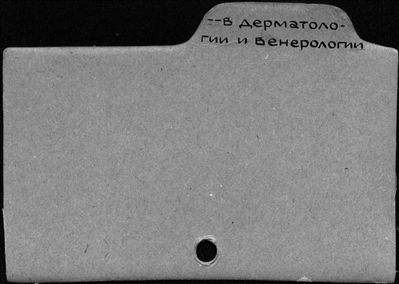 --в дерматоло-
гии и венерологии